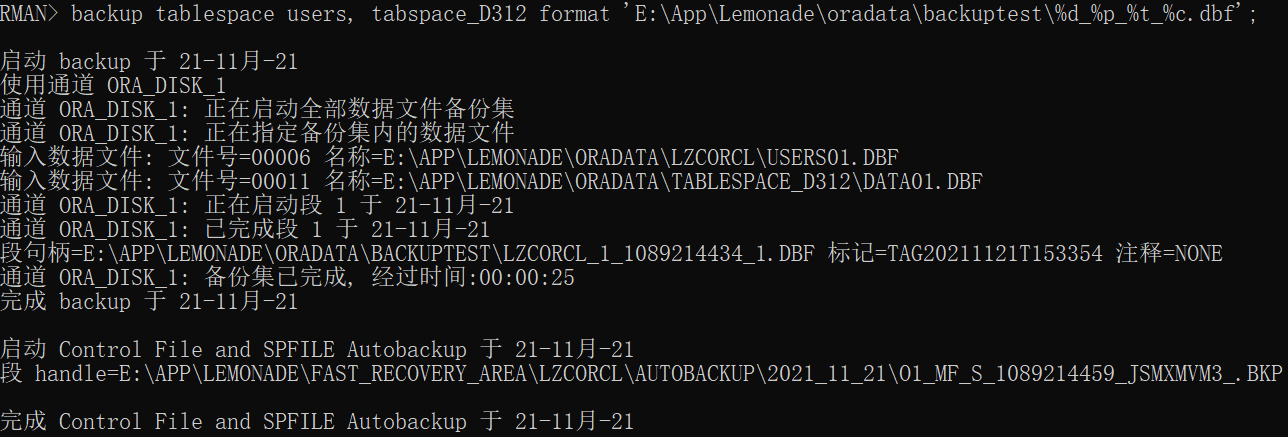 RMAN> backup tablespace users, tabspace_D312 format 'E:\App\Lemonade\oradata\backuptest\%d_%p_%t_%c.dbf';
启动 backup 于 21-11月-21
使用通道 ORA_DISK_1
通道 ORA_DISK_1: 正在启动全部数据文件备份集
通道 ORA_DISK_1: 正在指定备份集内的数据文件
输入数据文件: 文件号=00006 名称=E:\APP\LEMONADE\ORADATA\LZCORCL\USERS01.DBF
输入数据文件: 文件号=00011 名称=E:\APP\LEMONADE\ORADATA\TABLESPACE_D312\DATA01.DBF
通道 ORA_DISK_1: 正在启动段 1 于 21-11月-21
通道 ORA_DISK_1: 已完成段 1 于 21-11月-21
段句柄=E:\APP\LEMONADE\ORADATA\BACKUPTEST\LZCORCL_1_1089214434_1.DBF 标记=TAG20211121T153354 注释=NONE
通道 ORA_DISK_1: 备份集已完成, 经过时间:00:00:25
完成 backup 于 21-11月-21
启动 Control File and SPFILE Autobackup 于 21-11月-21
段 handle=E:\APP\LEMONADE\FAST_RECOVERY_AREA\LZCORCL\AUTOBACKUP\2021_11_21\O1_MF_S_1089214459_JSMXMVM3_.BKP
完成 Control File and SPFILE Autobackup 于 21-11月-21